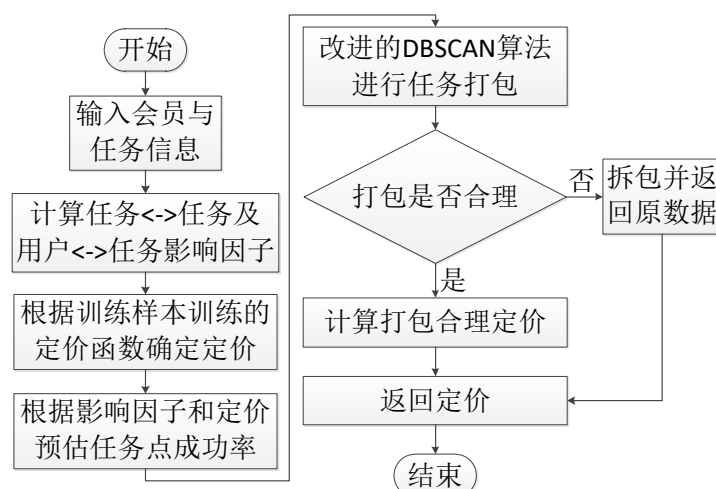 开始
输入会员与
任务信息
计算任务<->任务及
用户<->任务影响因子
根据训练样本训练的
定价函数确定定价
根据影响因子和定价
预估任务点成功率
改进的DBSCAN算法
进行任务打包
打包是否合理
否
拆包并返
回原数据
是
计算打包合理定价
返回定价
结束